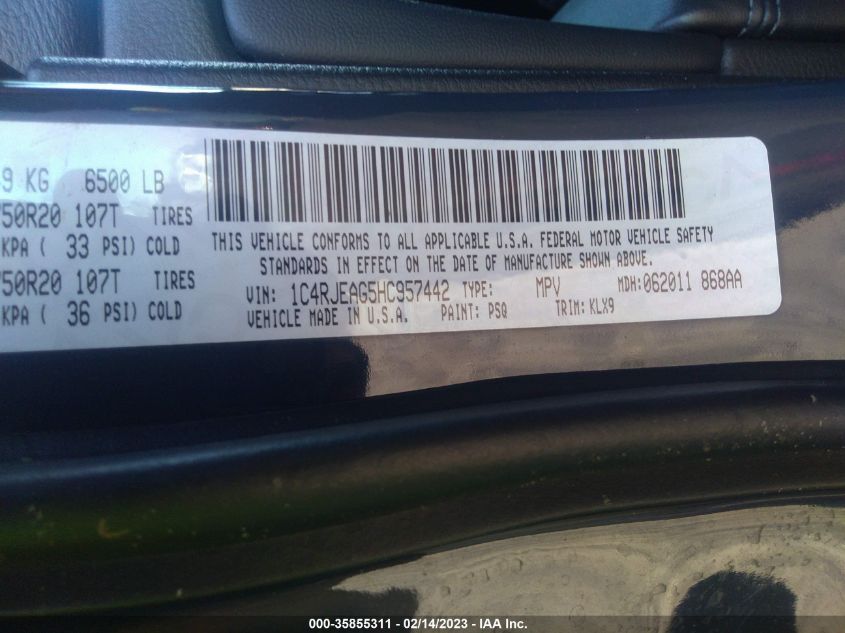 9 KG 6500 LB
50R20 107T TIRES
KPA ( 33 PSI) COLD
50R20 107T TIRES
KPA ( 36 PSI) COLD
THIS VEHICLE CONFORMS TO ALL APPLICABLE U.S.A. FEDERAL MOTOR VEHICLE SAFETY
STANDARDS IN EFFECT ON THE DATE OF MANUFACTURE SHOWN ABOVE.
VIN: 1C4RJEAG5HC957442 TYPE: MPV MDH: 062011 868AA
VEHICLE MADE IN U.S.A. PAINT: PSQ TRIM: KLX9
000-35855311 - 02/14/2023 - © IAA Inc.